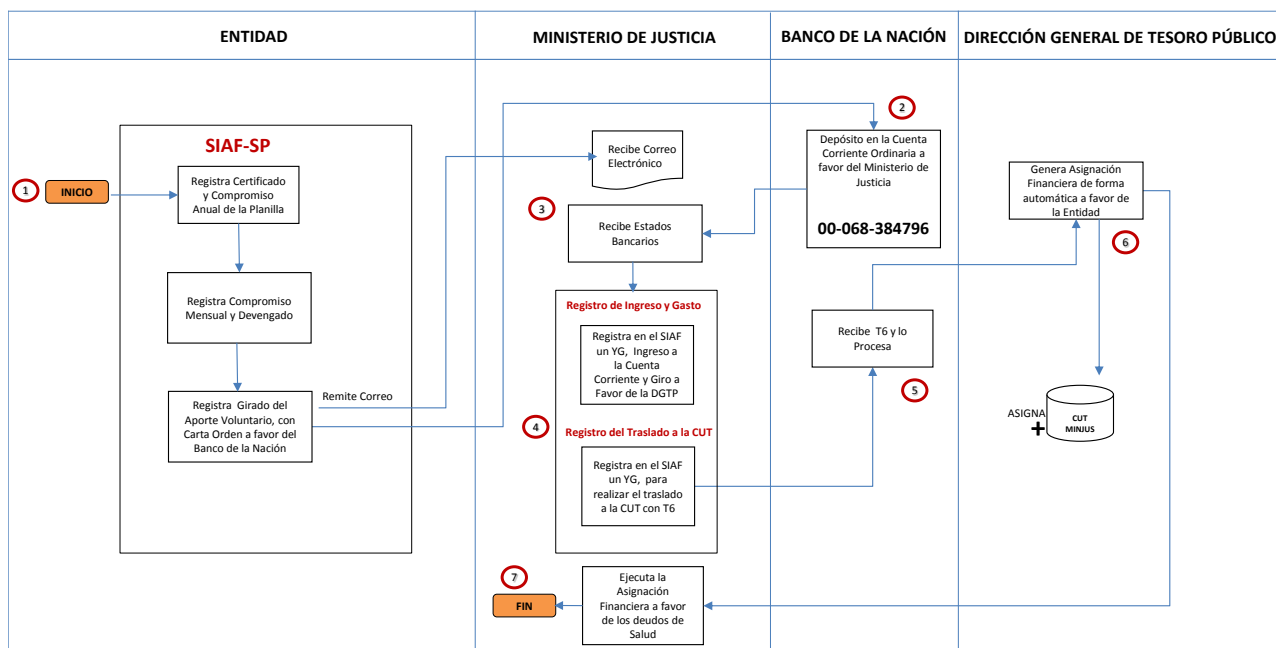 ENTIDAD
MINISTERIO DE JUSTICIA
BANCO DE LA NACIÓN
DIRECCIÓN GENERAL DE TESORO PÚBLICO
SIAF-SP
1
INICIO
Registra Certificado
y Compromiso
Anual de la Planilla
Registra Compromiso
Mensual y Devengado
Registra Girado del
Aporte Voluntario, con
Carta Orden a favor del
Banco de la Nación
Remite Correo
Recibe Correo
Electrónico
2
Depósito en la Cuenta
Corriente Ordinaria a
favor del Ministerio de
Justicia
00-068-384796
3
Recibe Estados
Bancarios
4
Registro de Ingreso y Gasto
Registra en el SIAF
un YG, Ingreso a
la Cuenta
Corriente y Giro a
Favor de la DGTP
Registro del Traslado a la CUT
Registra en el SIAF
un YG, para
realizar el traslado
a la CUT con T6
Recibe T6 y lo
Procesa
5
Genera Asignación
Financiera de forma
automática a favor de
la Entidad
6
ASIGNA
+
CUT
MINJUS
7
FIN
Ejecuta la
Asignación
Financiera a favor
de los deudos de
Salud